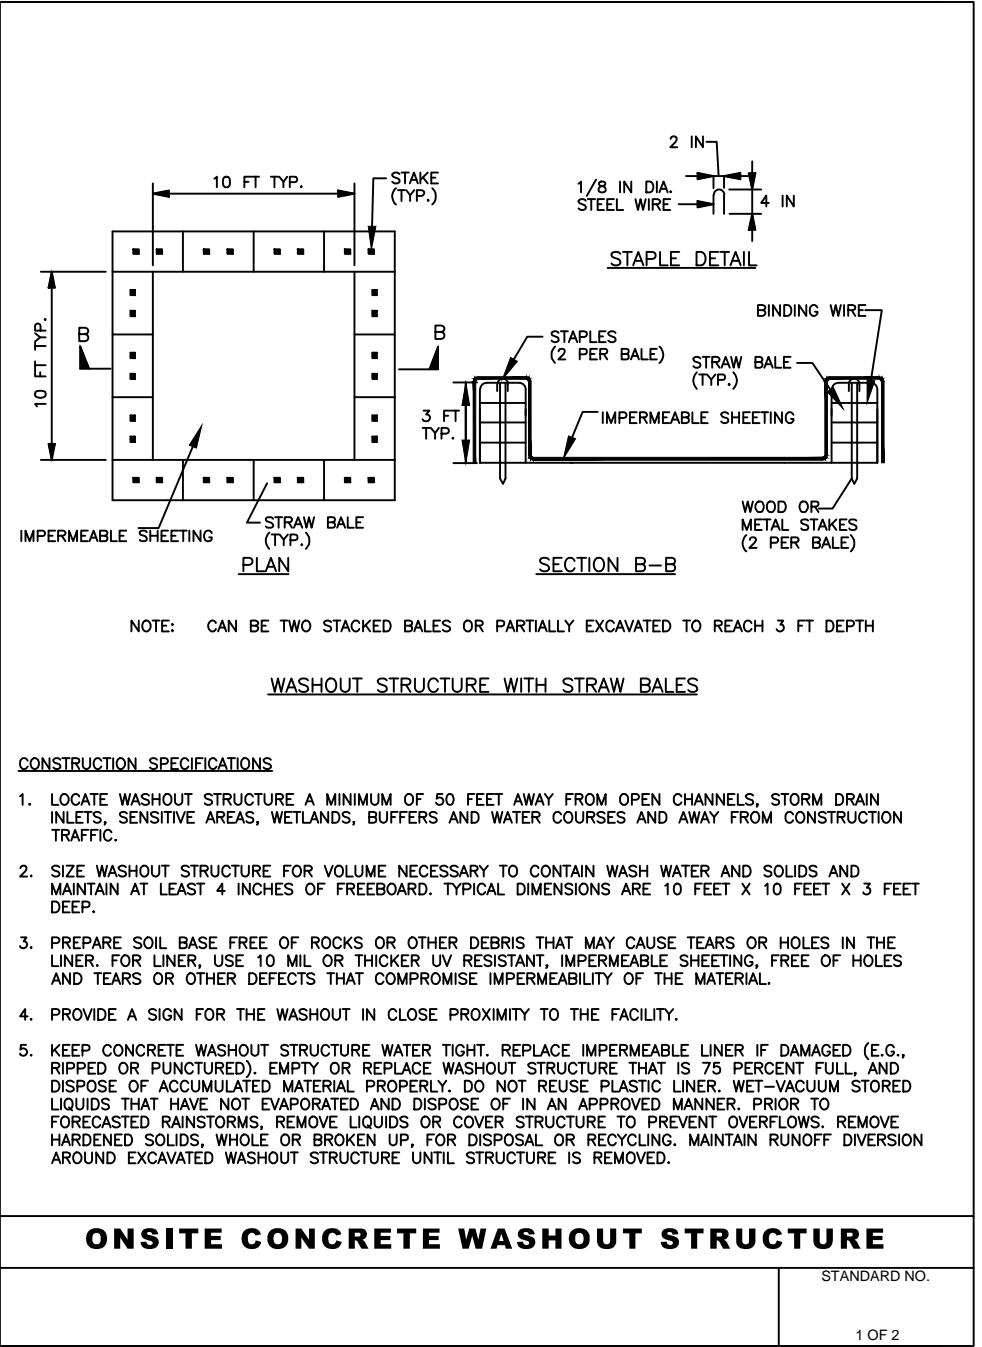 2 IN
1/8 IN DIA.
STEEL WIRE
4 IN
STAPLE DETAIL
10 FT TYP.
STAKE
(TYP.)
10 FT TYP.
B
B
IMPERMEABLE SHEETING
STRAW BALE
(TYP.)
PLAN
BINDING WIRE
STAPLES
(2 PER BALE)
STRAW BALE
(TYP.)
3 FT
TYP.
IMPERMEABLE SHEETING
WOOD OR
METAL STAKES
(2 PER BALE)
SECTION B-B
NOTE: CAN BE TWO STACKED BALES OR PARTIALLY EXCAVATED TO REACH 3 FT DEPTH
WASHOUT STRUCTURE WITH STRAW BALES
CONSTRUCTION SPECIFICATIONS
1. LOCATE WASHOUT STRUCTURE A MINIMUM OF 50 FEET AWAY FROM OPEN CHANNELS, STORM DRAIN
INLETS, SENSITIVE AREAS, WETLANDS, BUFFERS AND WATER COURSES AND AWAY FROM CONSTRUCTION
TRAFFIC.
2. SIZE WASHOUT STRUCTURE FOR VOLUME NECESSARY TO CONTAIN WASH WATER AND SOLIDS AND
MAINTAIN AT LEAST 4 INCHES OF FREEBOARD. TYPICAL DIMENSIONS ARE 10 FEET X 10 FEET X 3 FEET
DEEP.
3. PREPARE SOIL BASE FREE OF ROCKS OR OTHER DEBRIS THAT MAY CAUSE TEARS OR HOLES IN THE
LINER. FOR LINER, USE 10 MIL OR THICKER UV RESISTANT, IMPERMEABLE SHEETING, FREE OF HOLES
AND TEARS OR OTHER DEFECTS THAT COMPROMISE IMPERMEABILITY OF THE MATERIAL.
4. PROVIDE A SIGN FOR THE WASHOUT IN CLOSE PROXIMITY TO THE FACILITY.
5. KEEP CONCRETE WASHOUT STRUCTURE WATER TIGHT. REPLACE IMPERMEABLE LINER IF DAMAGED (E.G.,
RIPPED OR PUNCTURED). EMPTY OR REPLACE WASHOUT STRUCTURE THAT IS 75 PERCENT FULL, AND
DISPOSE OF ACCUMULATED MATERIAL PROPERLY. DO NOT REUSE PLASTIC LINER. WET-VACUUM STORED
LIQUIDS THAT HAVE NOT EVAPORATED AND DISPOSE OF IN AN APPROVED MANNER. PRIOR TO
FORECASTED RAINSTORMS, REMOVE LIQUIDS OR COVER STRUCTURE TO PREVENT OVERFLOWS. REMOVE
HARDENED SOLIDS, WHOLE OR BROKEN UP, FOR DISPOSAL OR RECYCLING. MAINTAIN RUNOFF DIVERSION
AROUND EXCAVATED WASHOUT STRUCTURE UNTIL STRUCTURE IS REMOVED.
ONSITE CONCRETE WASHOUT STRUCTURE
STANDARD NO.
1 OF 2